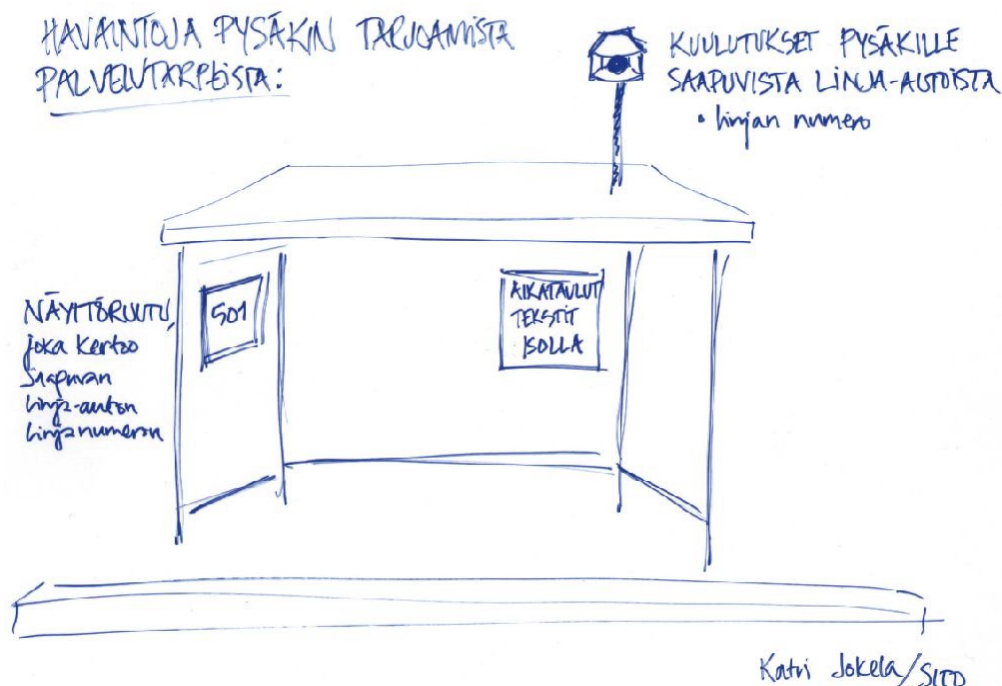 HAVAINTOJA PYSÄKIN TARJOAMISTA
PALVELUTARPEISTA:
KUULUTUKSET PYSÄKILLE
SAAPUVISTA LINJA-AUTOISTA
• linjan numero
NÄYTTÖRUUTU,
joka kertoo
saapuvan
linja-auton
linjanumeron
501
AIKATAULUT
TEKSTIT
ISOLLA
Katri Jokela/SITO